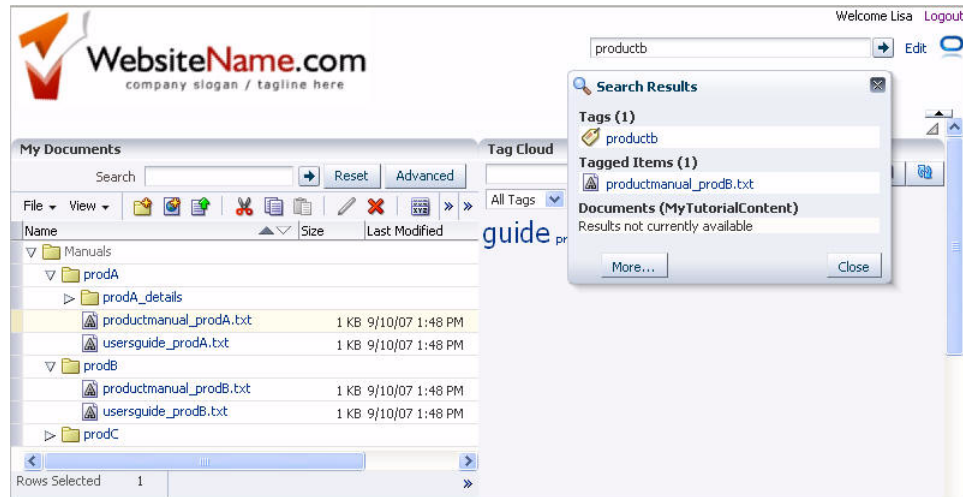 Welcome Lisa Logout
WebsiteName.com
company slogan / tagline here
productb
Edit
Search Results
Tags (1)
productb
Tagged Items (1)
productmanual_prodB.txt
Documents (MyTutorialContent)
Results not currently available
More... Close
My Documents
Search Reset Advanced
File View
Name Size Last Modified
Manuals
prodA
prodA_details
productmanual_prodA.txt 1 KB 9/10/07 1:48 PM
usersguide_prodA.txt 1 KB 9/10/07 1:48 PM
prodB
productmanual_prodB.txt 1 KB 9/10/07 1:48 PM
usersguide_prodB.txt 1 KB 9/10/07 1:48 PM
prodC
Rows Selected 1
Tag Cloud
All Tags
guide